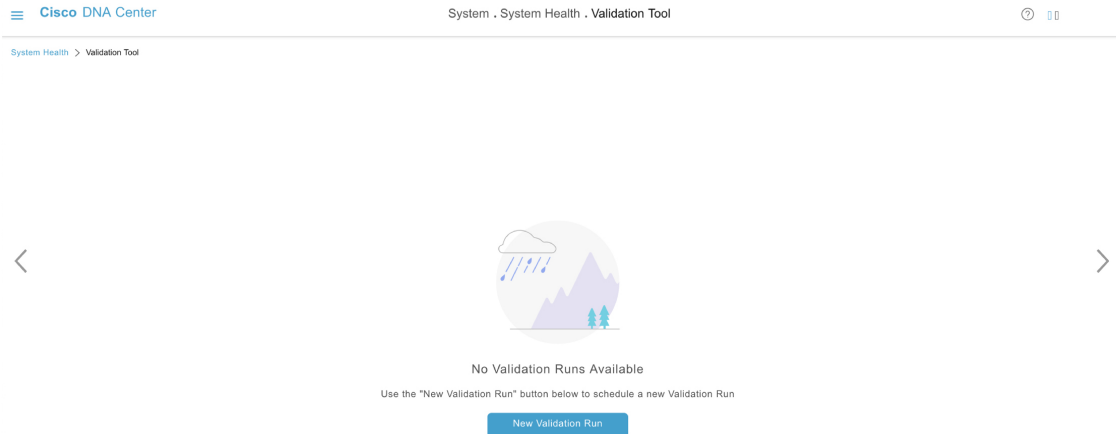 Cisco DNA Center
System . System Health . Validation Tool
System Health > Validation Tool
No Validation Runs Available
Use the "New Validation Run" button below to schedule a new Validation Run
New Validation Run